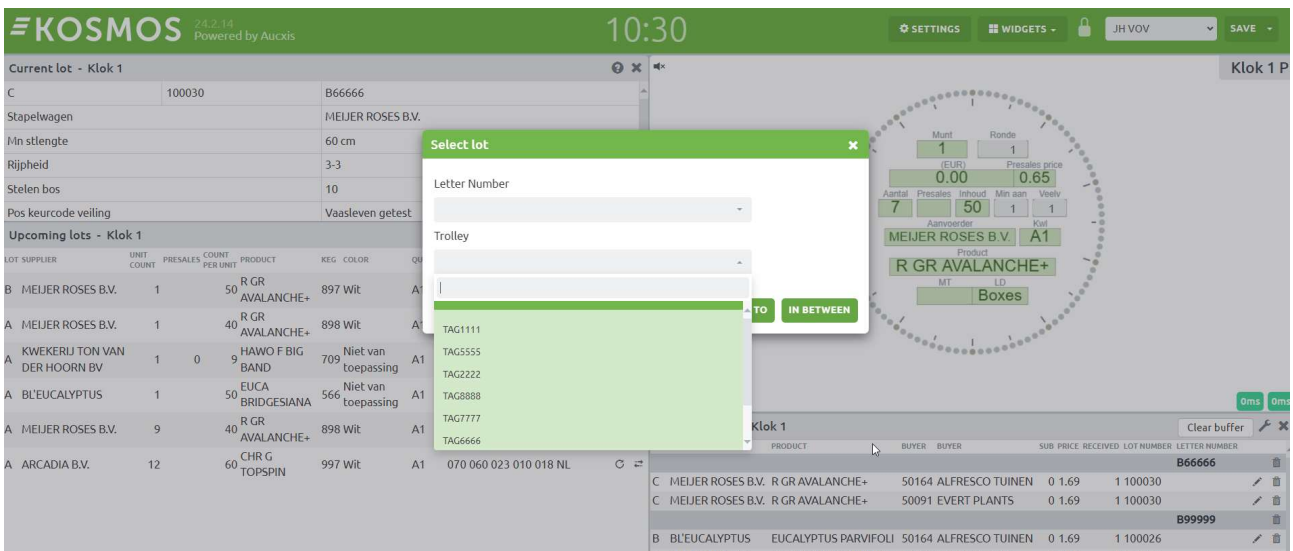 KOSMOS 24.2.14 Powered by Aucxis
10:30
SETTINGS WIDGETS JH VOV SAVE
Current lot - Klok 1
C 100030 B66666
Stapelwagen MEIJER ROSES B.V.
Mn stlengte 60 cm
Rijpheid 3-3
Stelen bos 10
Pos keurcode veiling Vaasleven getest
Upcoming lots - Klok 1
LOT SUPPLIER UNIT COUNT PRESALES COUNT PER UNIT PRODUCT KEG COLOR QU
B MEIJER ROSES B.V. 1 50 R GR AVALANCHE+ 897 Wit A
A MEIJER ROSES B.V. 1 40 R GR AVALANCHE+ 898 Wit A
A KWEKERIJ TON VAN DER HOORN BV 1 0 9 HAWO F BIG BAND 709 Niet van toepassing A1
A BL'EUCALYPTUS 1 50 EUCA BRIDGESIANA 566 Niet van toepassing A1
A MEIJER ROSES B.V. 9 40 R GR AVALANCHE+ 898 Wit A1
A ARCADIA B.V. 12 60 CHR G TOPSPIN 997 Wit A1 070 060 023 010 018 NL
Select lot
Letter Number
Trolley
TO IN BETWEEN
TAG1111
TAG5555
TAG2222
TAG8888
TAG7777
TAG6666
Klok 1 P
Munt Ronde
1 1
(EUR) Presales price
0.00 0.65
Aantal Presales Inhoud Min aan Veelv
7 50 1 1
Aanvoerder Kwl
MEIJER ROSES B.V. A1
Product
R GR AVALANCHE+
MT LD
Boxes
0ms 0ms
Klok 1 Clear buffer
PRODUCT BUYER BUYER SUB PRICE RECEIVED LOT NUMBER LETTER NUMBER
B66666
C MEIJER ROSES B.V. R GR AVALANCHE+ 50164 ALFRESCO TUINEN 0 1.69 1 100030
C MEIJER ROSES B.V. R GR AVALANCHE+ 50091 EVERT PLANTS 0 1.69 1 100030
B99999
B BL'EUCALYPTUS EUCALYPTUS PARVIFOLI 50164 ALFRESCO TUINEN 0 1.69 1 100026